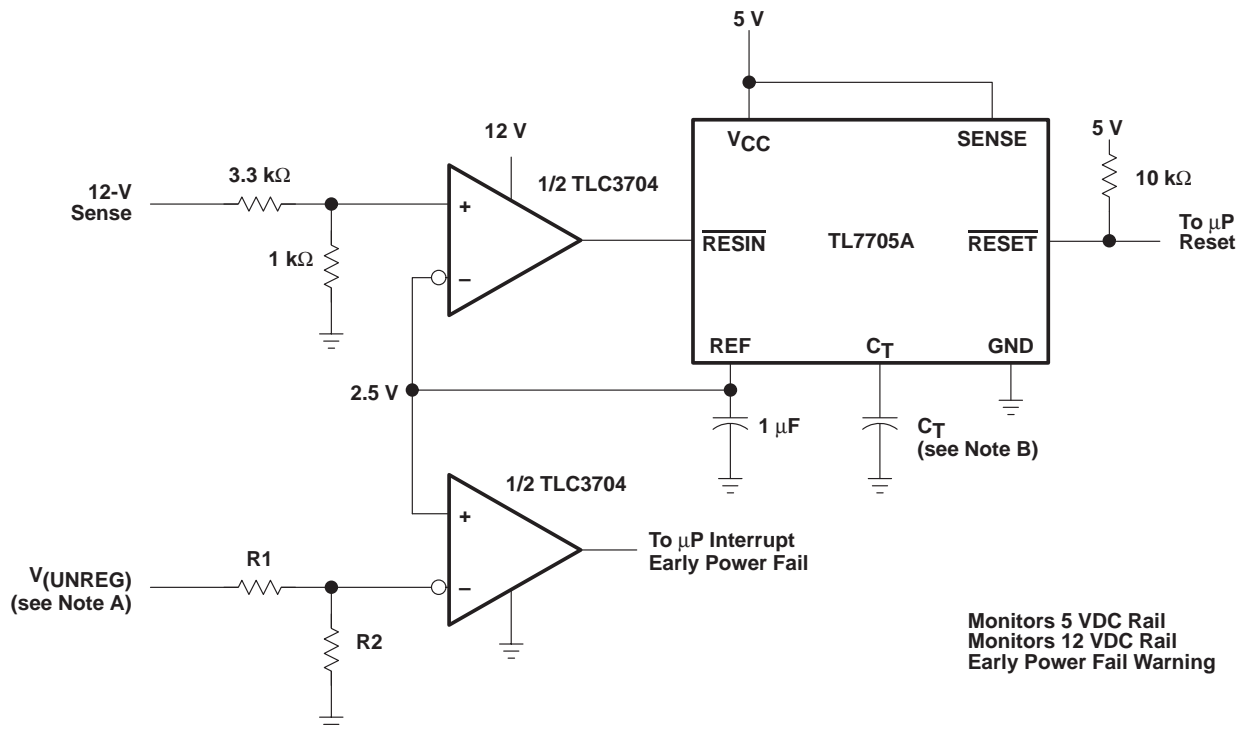 5 V
12 V
1/2 TLC3704
3.3 kΩ
12-V
Sense
1 kΩ
+
−
VCC
SENSE
RESIN
TL7705A
RESET
REF
CT
GND
5 V
10 kΩ
To μP
Reset
2.5 V
1 μF
CT
(see Note B)
1/2 TLC3704
+
−
To μP Interrupt
Early Power Fail
R1
V(UNREG)
(see Note A)
R2
Monitors 5 VDC Rail
Monitors 12 VDC Rail
Early Power Fail Warning